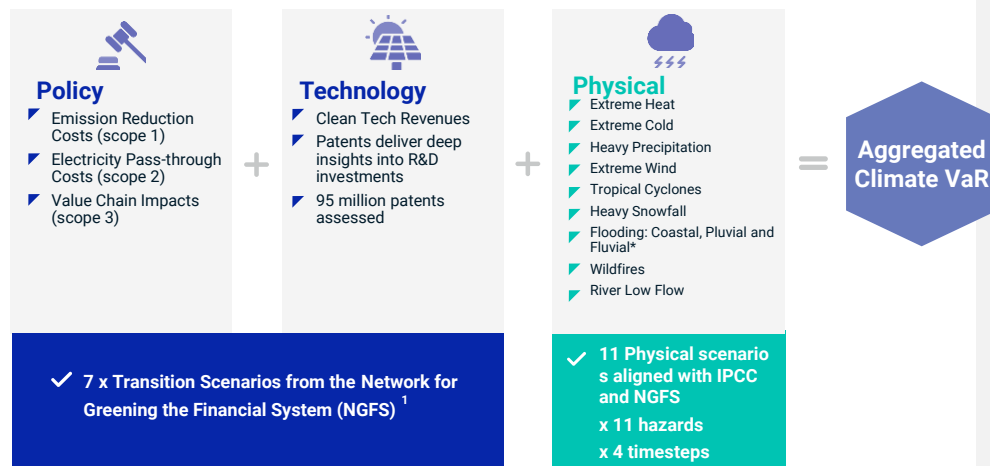 Policy
Emission Reduction
Costs (scope 1)
Electricity Pass-through
Costs (scope 2)
Value Chain Impacts
(scope 3)
Technology
Clean Tech Revenues
Patents deliver deep
insights into R&D
investments
95 million patents
assessed
Physical
Extreme Heat
Extreme Cold
Heavy Precipitation
Extreme Wind
Tropical Cyclones
Heavy Snowfall
Flooding: Coastal, Pluvial and
Fluvial*
Wildfires
River Low Flow
Aggregated
Climate VaR
7 x Transition Scenarios from the Network for
Greening the Financial System (NGFS) 1
11 Physical scenario
s aligned with IPCC
and NGFS
x 11 hazards
x 4 timesteps